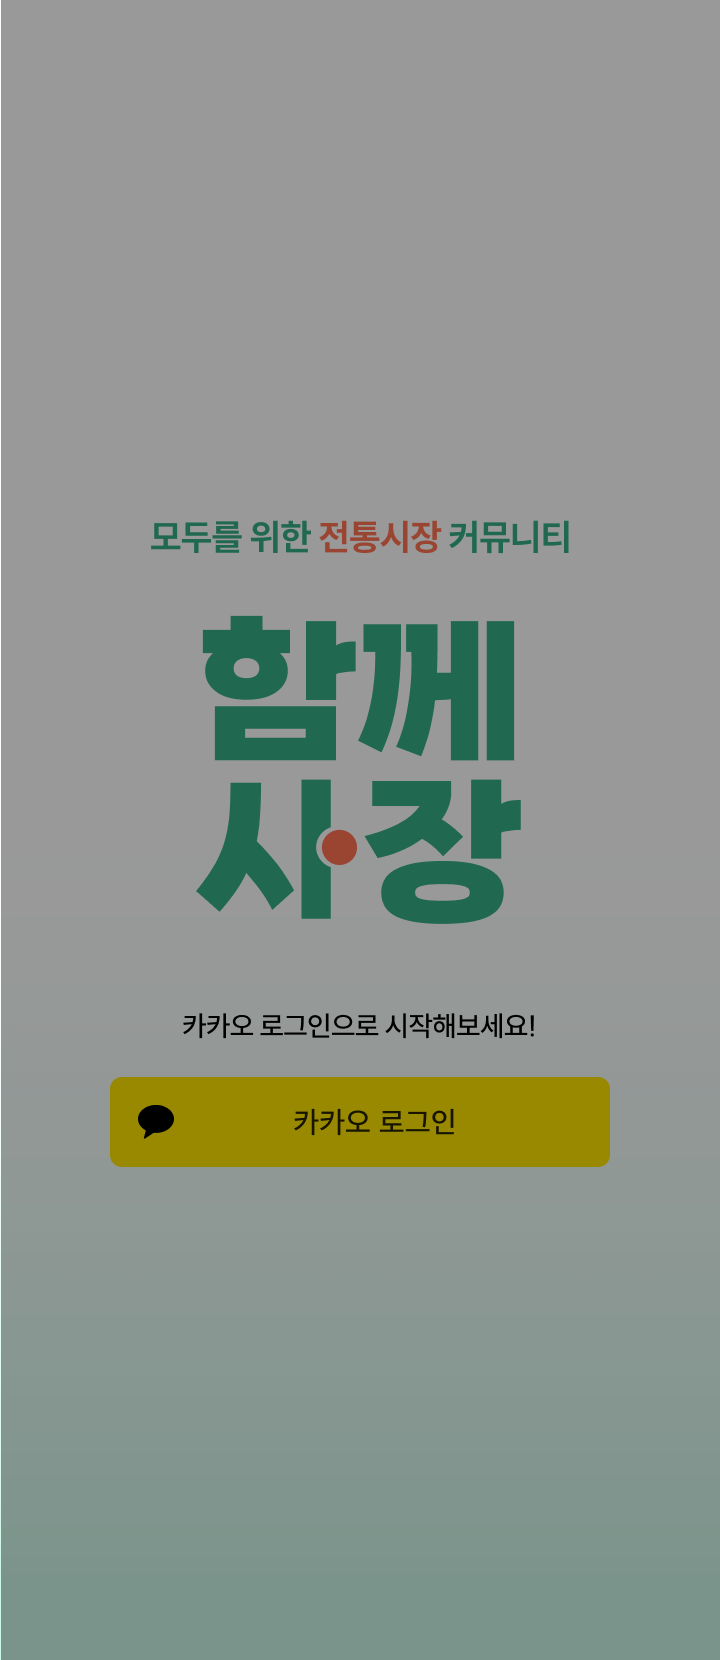 모두를 위한 전통시장 커뮤니티
함께
사장
카카오 로그인으로 시작해보세요!
카카오 로그인